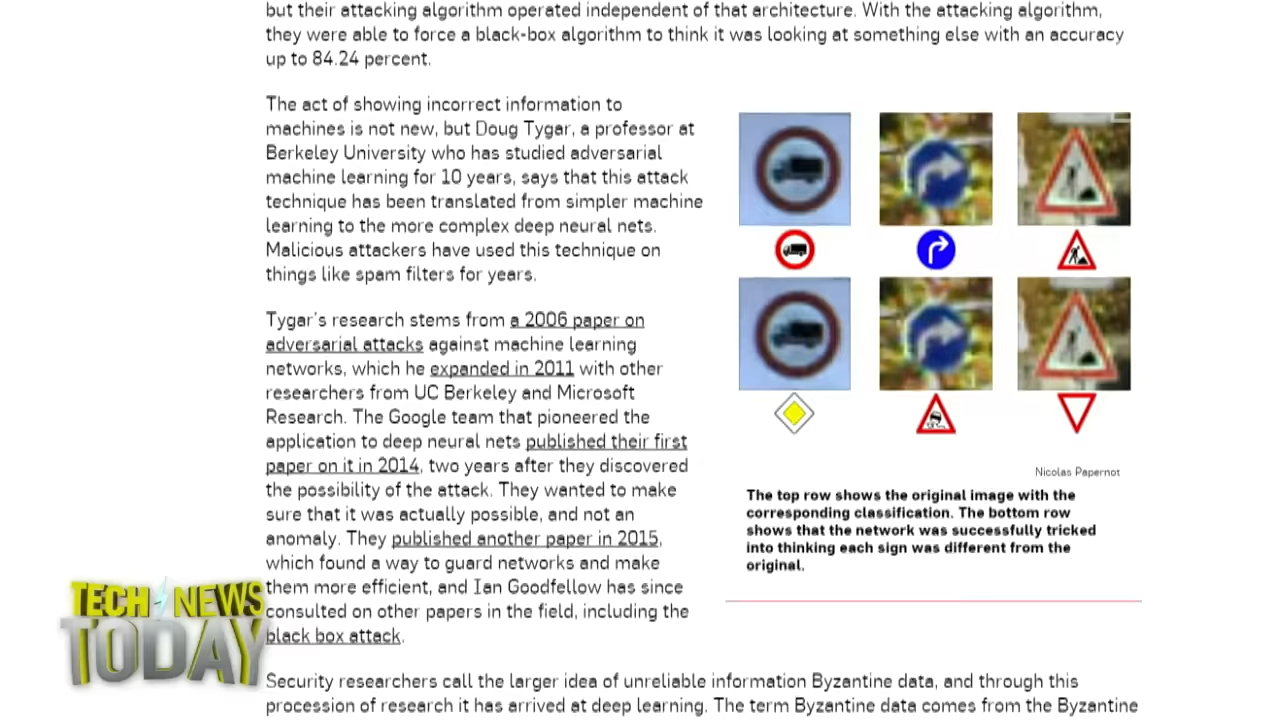 but their attacking algorithm operated independent of that architecture. With the attacking algorithm,
they were able to force a black-box algorithm to think it was looking at something else with an accuracy
up to 84.24 percent.
The act of showing incorrect information to
machines is not new, but Doug Tygar, a professor at
Berkeley University who has studied adversarial
machine learning for 10 years, says that this attack
technique has been translated from simpler machine
learning to the more complex deep neural nets.
Malicious attackers have used this technique on
things like spam filters for years.
Tygar's research stems from a 2006 paper on
adversarial attacks against machine learning
networks, which he expanded in 2011 with other
researchers from UC Berkeley and Microsoft
Research. The Google team that pioneered the
application to deep neural nets published their first
paper on it in 2014, two years after they discovered
the possibility of the attack. They wanted to make
sure that it was actually possible, and not an
anomaly. They published another paper in 2015,
which found a way to guard networks and make
them more efficient, and Ian Goodfellow has since
consulted on other papers in the field, including the
black box attack.
Nicolas Papernot
The top row shows the original image with the
corresponding classification. The bottom row
shows that the network was successfully tricked
into thinking each sign was different from the
original.
TECH NEWS
TODAY
Security researchers call the larger idea of unreliable information Byzantine data, and through this
procession of research it has arrived at deep learning. The term Byzantine data comes from the Byzantine